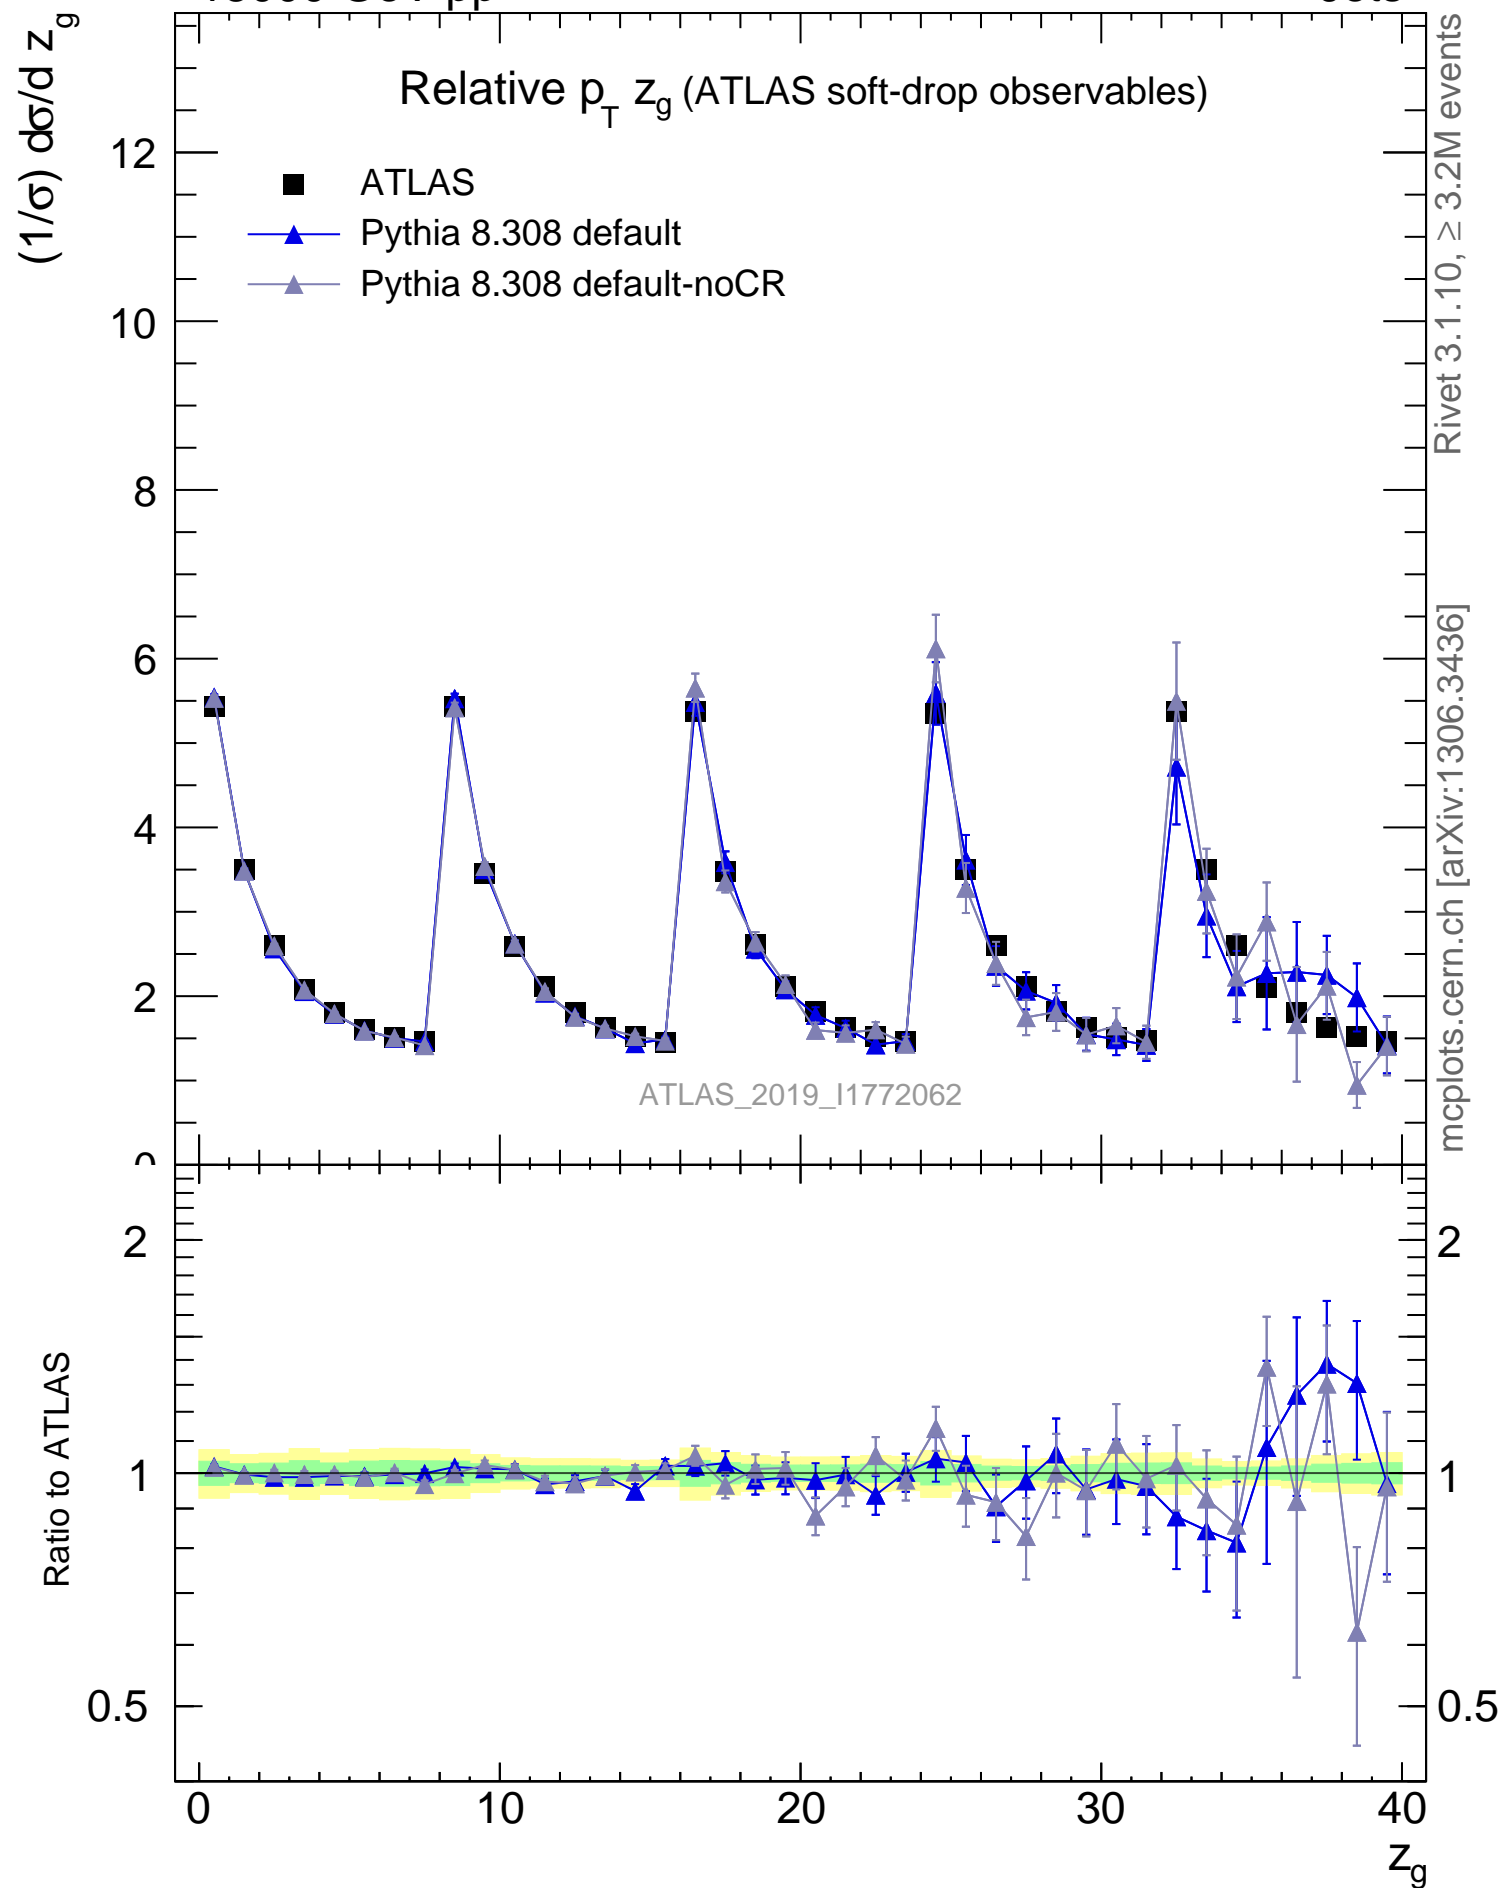 (1/σ) dσ/d z_g
Relative p_T z_g (ATLAS soft-drop observables)
ATLAS
Pythia 8.308 default
Pythia 8.308 default-noCR
12
10
8
6
4
2
ATLAS_2019_I1772062
Rivet 3.1.10, ≥ 3.2M events
mcplots.cern.ch [arXiv:1306.3436]
Ratio to ATLAS
2
1
0.5
2
1
0.5
0
10
20
30
40
z_g